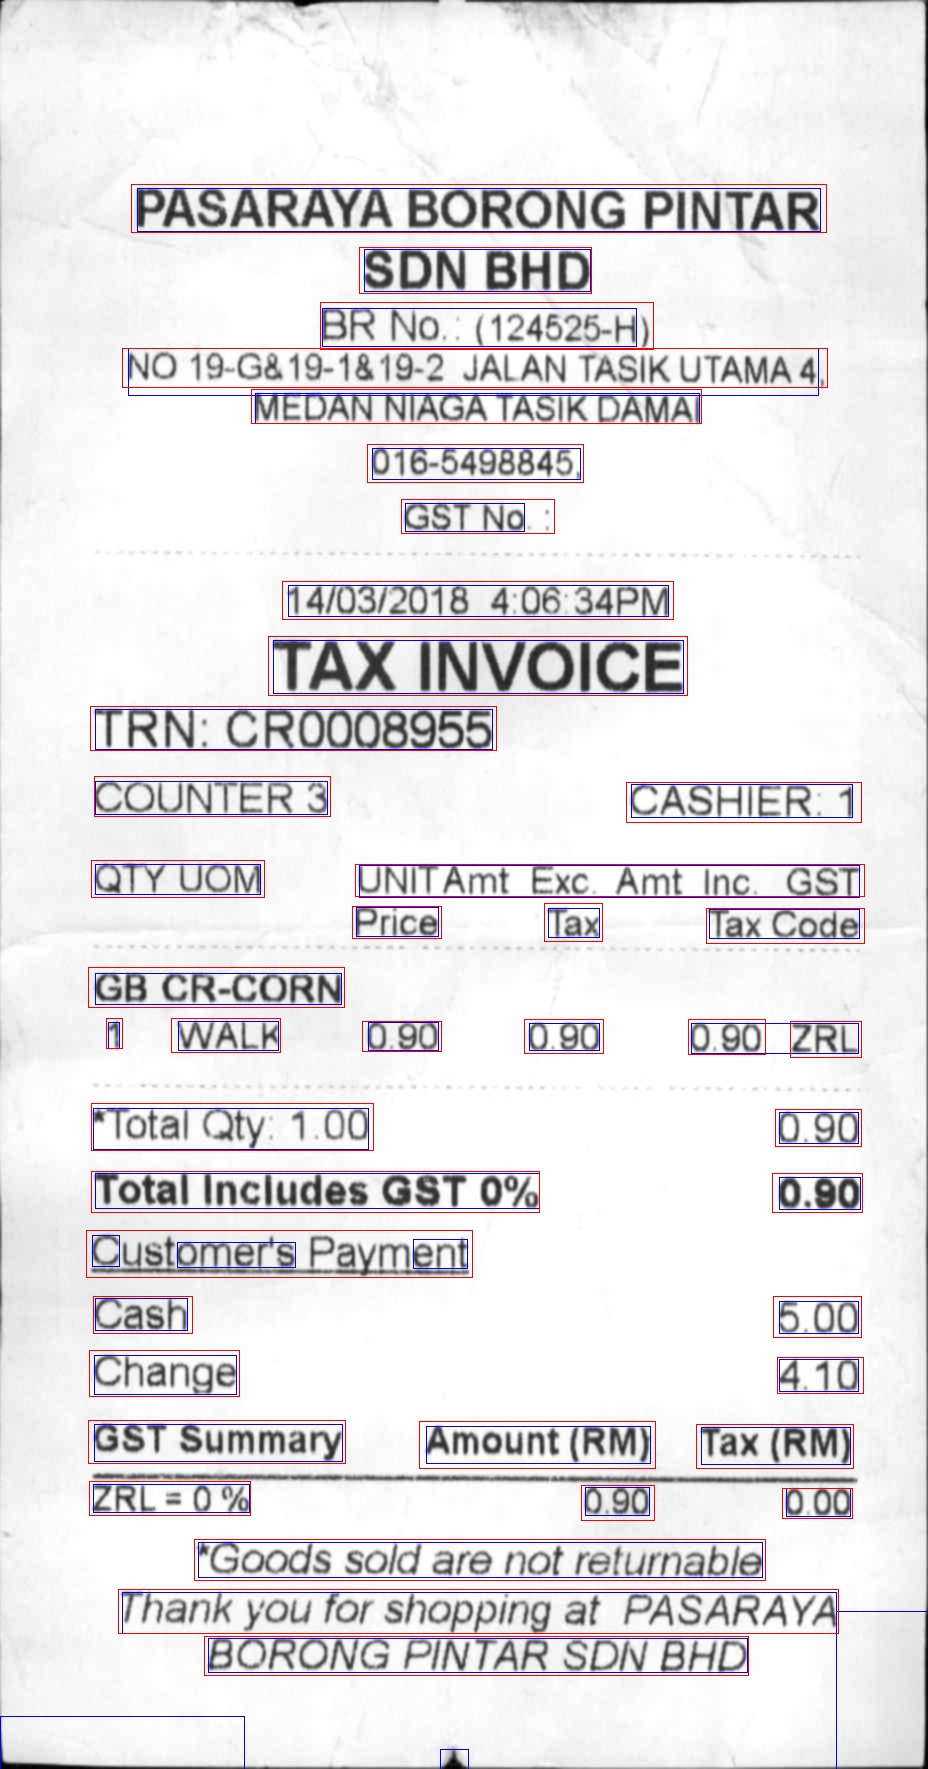 PASARAYA BORONG PINTAR
SDN BHD
BR No.: (124525-H)
NO 19-G&19-1&19-2 JALAN TASIK UTAMA 4,
MEDAN NIAGA TASIK DAMAI
016-5498845,
GST No. :
14/03/2018 4:06:34PM
TAX INVOICE
TRN: CR0008955
COUNTER 3 CASHIER: 1
QTY UOM UNIT Amt Exc. Amt Inc. GST
Price Tax Tax Code
GB CR-CORN
1 WALK 0.90 0.90 0.90 ZRL
*Total Qty: 1.00 0.90
Total Includes GST 0% 0.90
Customer's Payment
Cash 5.00
Change 4.10
GST Summary Amount (RM) Tax (RM)
ZRL = 0 % 0.90 0.00
*Goods sold are not returnable
Thank you for shopping at PASARAYA
BORONG PINTAR SDN BHD